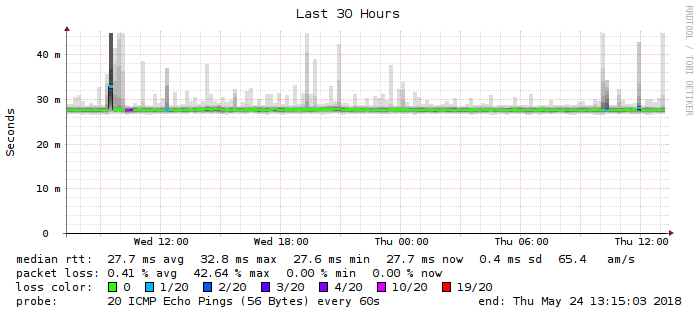 Last 30 Hours
RRDTOOL / TOBI OETIKER
Seconds
40 m
30 m
20 m
10 m
0
Wed 12:00 Wed 18:00 Thu 00:00 Thu 06:00 Thu 12:00
median rtt: 27.7 ms avg 32.8 ms max 27.6 ms min 27.7 ms now 0.4 ms sd 65.4 am/s
packet loss: 0.41 % avg 42.64 % max 0.00 % min 0.00 % now
loss color: 0 1/20 2/20 3/20 4/20 10/20 19/20
probe: 20 ICMP Echo Pings (56 Bytes) every 60s end: Thu May 24 13:15:03 2018